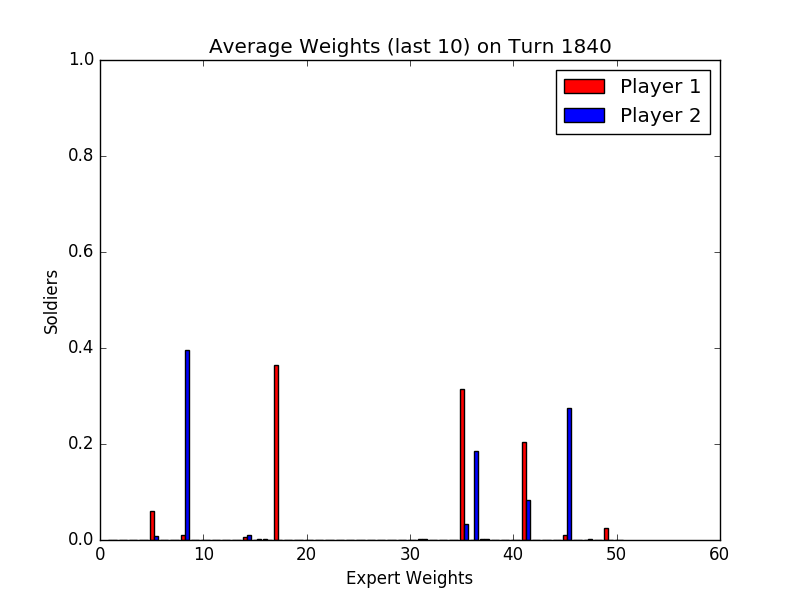 Average Weights (last 10) on Turn 1840
1.0
0.8
0.6
0.4
0.2
0.0
Soldiers
Player 1
Player 2
0 10 20 30 40 50 60
Expert Weights